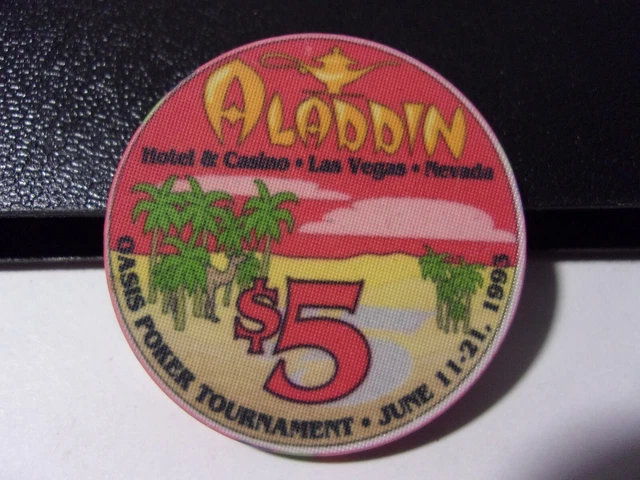 ALADDIN
Hotel & Casino • Las Vegas • Nevada
$5
OASIS POKER TOURNAMENT • JUNE 11-21, 1995